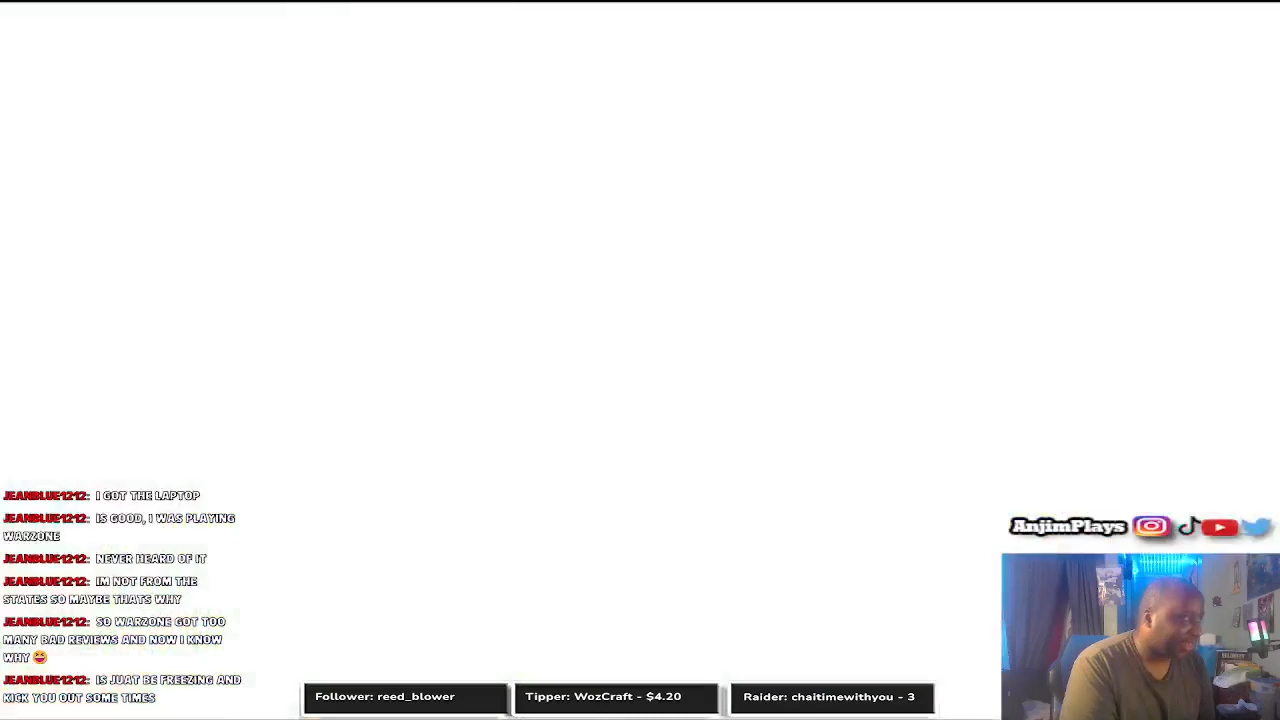 JEANBLUE1212: I GOT THE LAPTOP
JEANBLUE1212: IS GOOD, I WAS PLAYING
WARZONE
JEANBLUE1212: NEVER HEARD OF IT
JEANBLUE1212: IM NOT FROM THE
STATES SO MAYBE THATS WHY
JEANBLUE1212: SO WARZONE GOT TOO
MANY BAD REVIEWS AND NOW I KNOW
WHY 😆
JEANBLUE1212: IS JUAT BE FREEZING AND
KICK YOU OUT SOME TIMES
AnjimPlays
Follower: reed_blower
Tipper: WozCraft - $4.20
Raider: chaitimewithyou - 3